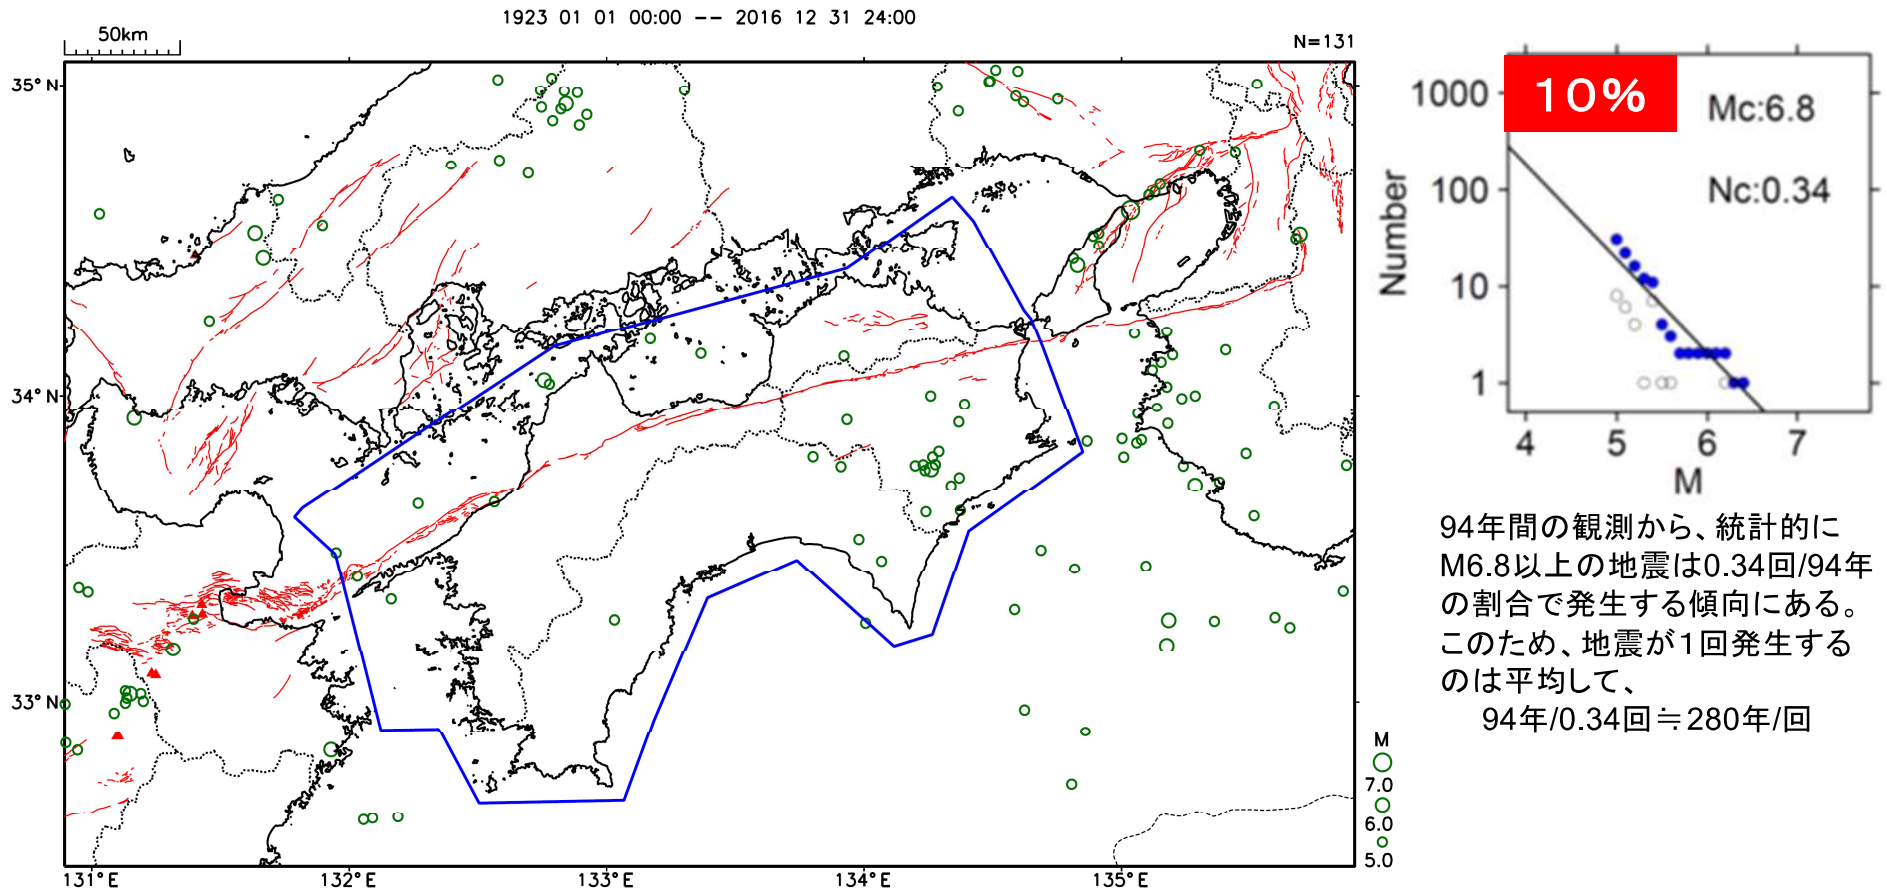 1923 01 01 00:00 -- 2016 12 31 24:00
50km
N=131
35°N
34°N
33°N
131°E
132°E
133°E
134°E
135°E
M
7.0
6.0
5.0
10%
Mc:6.8
Nc:0.34
1000
100
10
1
Number
4
5
6
7
M
94年間の観測から、統計的に
M6.8以上の地震は0.34回/94年
の割合で発生する傾向にある。
このため、地震が1回発生する
のは平均して、
94年/0.34回≒280年/回